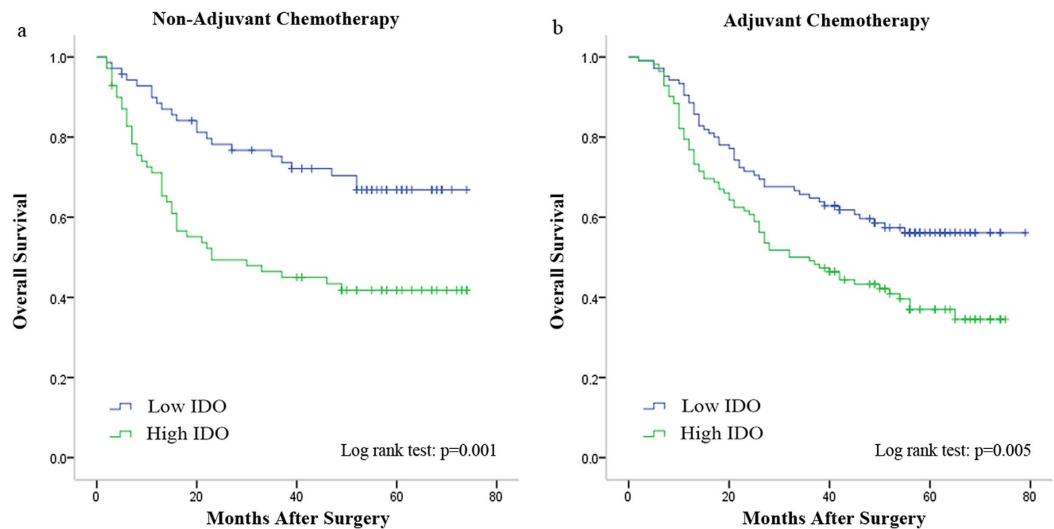 a
Non-Adjuvant Chemotherapy
1.0
0.8
0.6
0.4
0.2
0.0
Overall Survival
Low IDO
High IDO
Log rank test: p=0.001
0 20 40 60 80
Months After Surgery
b
Adjuvant Chemotherapy
1.0
0.8
0.6
0.4
0.2
0.0
Overall Survival
Low IDO
High IDO
Log rank test: p=0.005
0 20 40 60 80
Months After Surgery